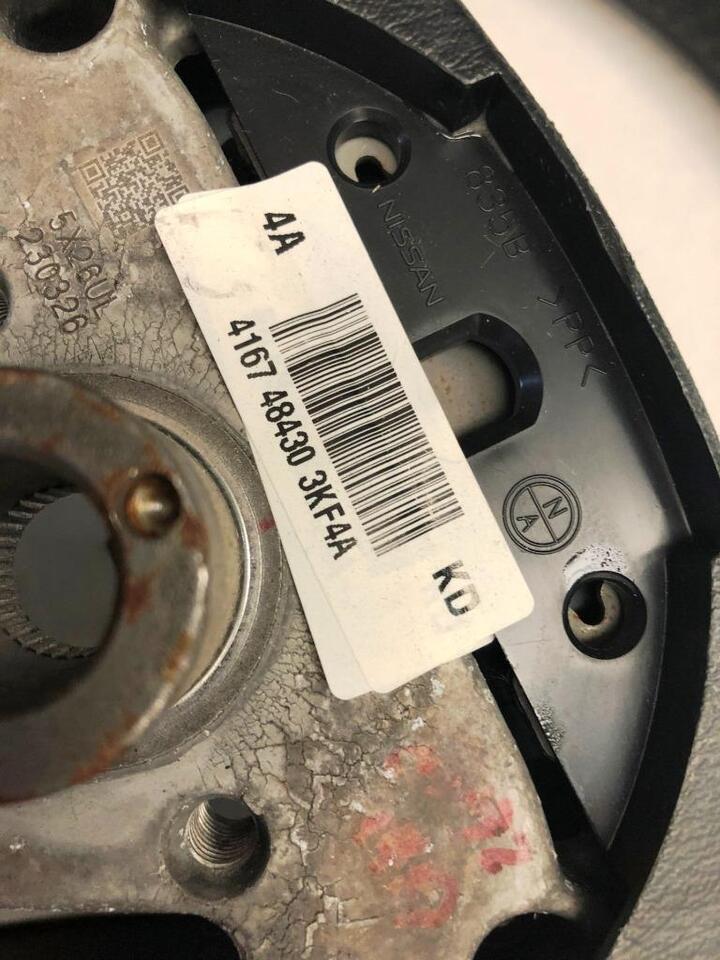 5X26UL
230326
4A
4167 48430 3KF4A
KD
NISSAN
835B
>PP<
N
A